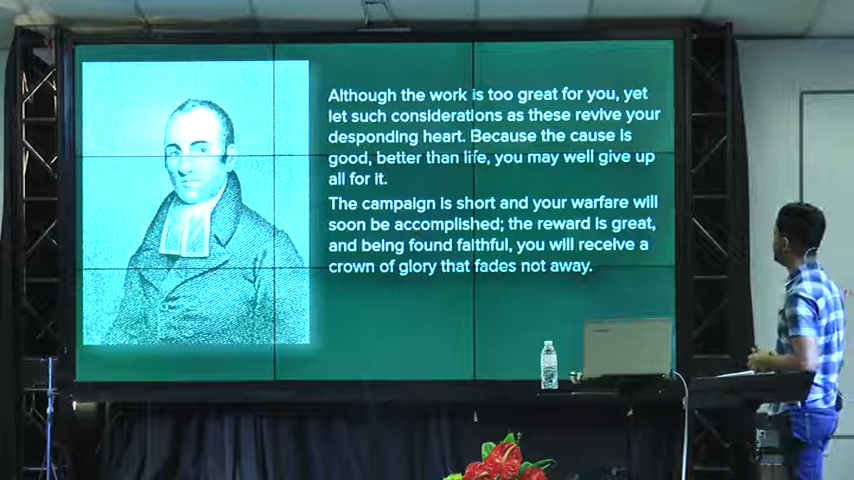 Although the work is too great for you, yet
let such considerations as these revive your
desponding heart. Because the cause is
good, better than life, you may well give up
all for it.
The campaign is short and your warfare will
soon be accomplished; the reward is great,
and being found faithful, you will receive a
crown of glory that fades not away.